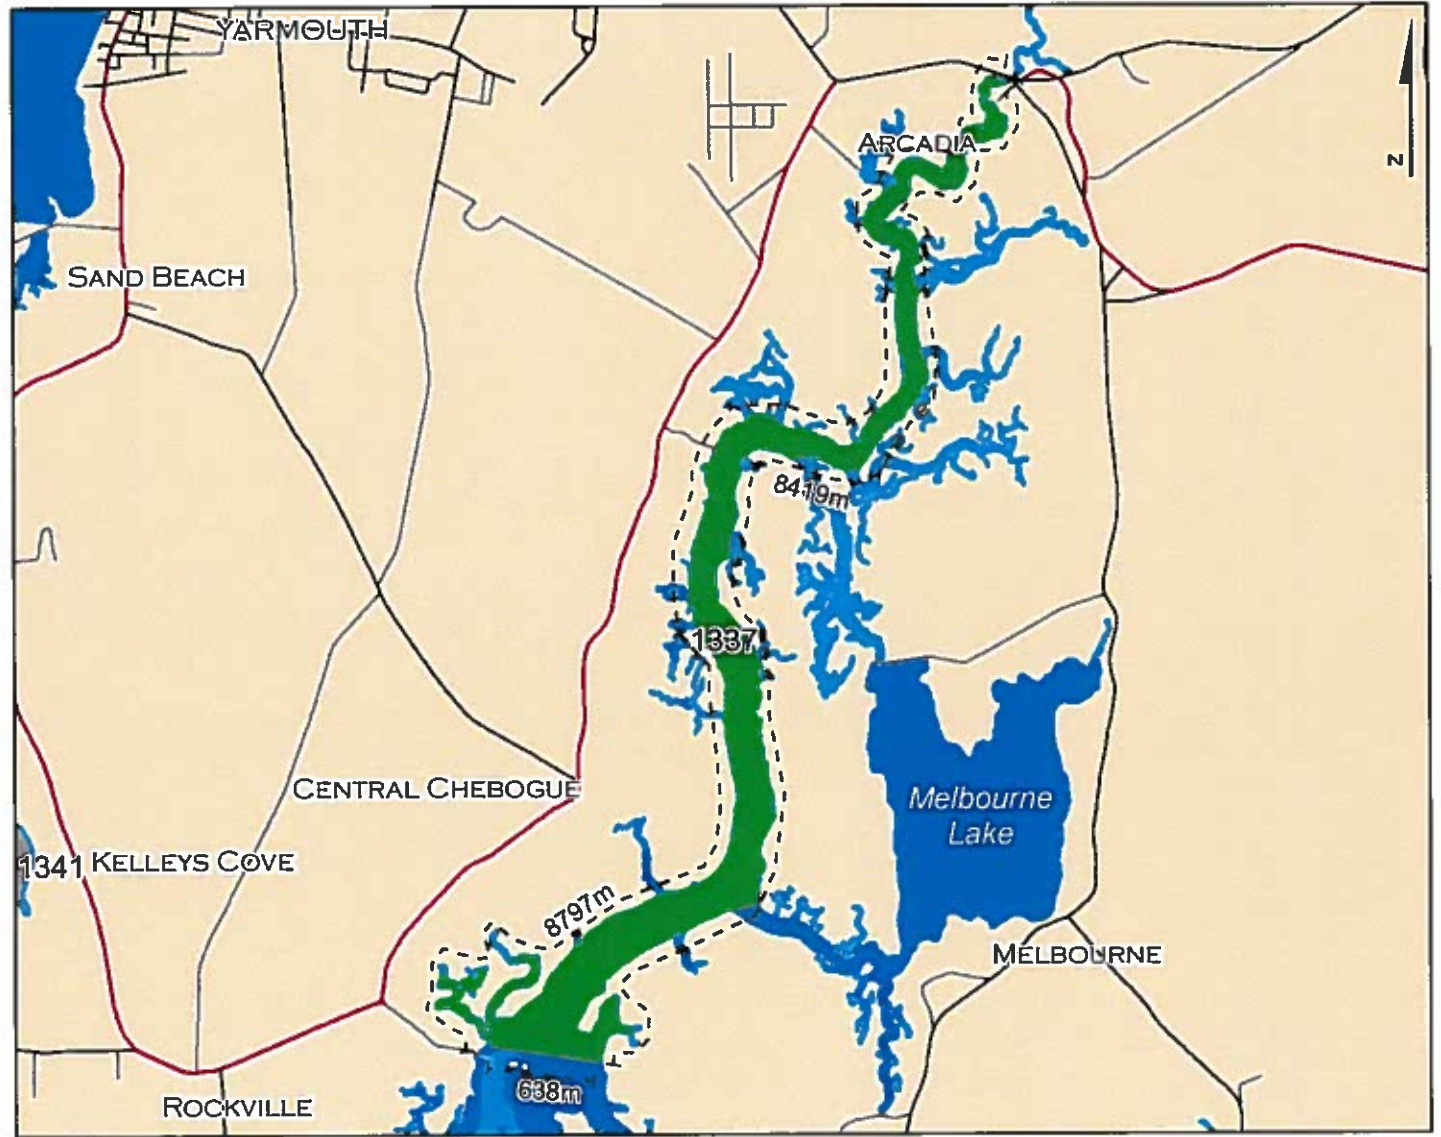 YARMOUTH
ARCADIA
N
SAND BEACH
8419m
1337
CENTRAL CHEBOGUE
Melbourne
Lake
1341 KELLEYS COVE
8797m
MELBOURNE
638m
ROCKVILLE